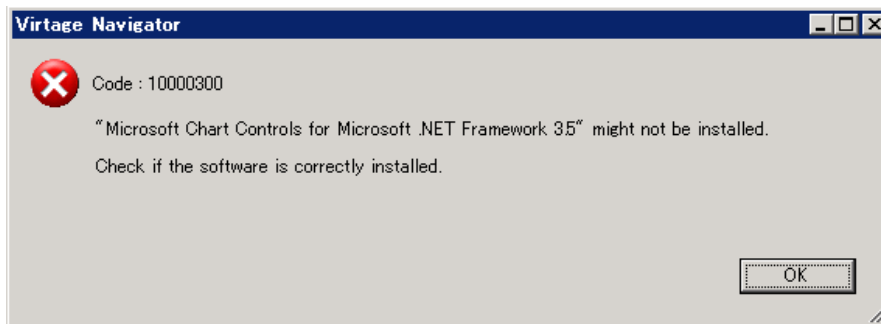 Virtage Navigator
Code : 10000300
"Microsoft Chart Controls for Microsoft .NET Framework 3.5" might not be installed.
Check if the software is correctly installed.
OK